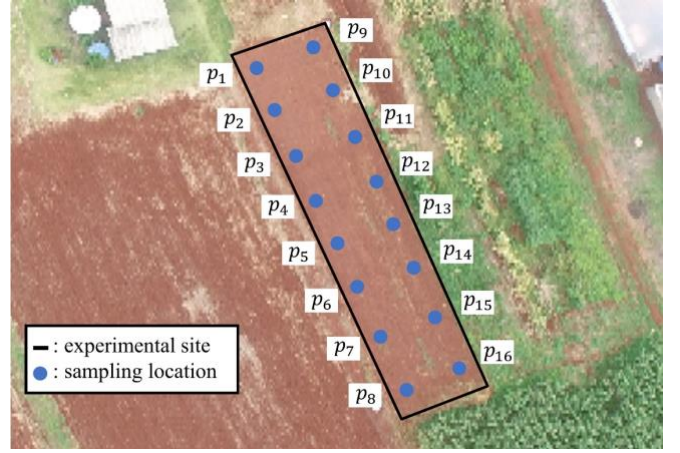 p₉
p₁
p₁₀
p₂
p₁₁
p₃
p₁₂
p₄
p₁₃
p₅
p₁₄
p₆
p₁₅
p₇
p₁₆
p₈
: experimental site
: sampling location